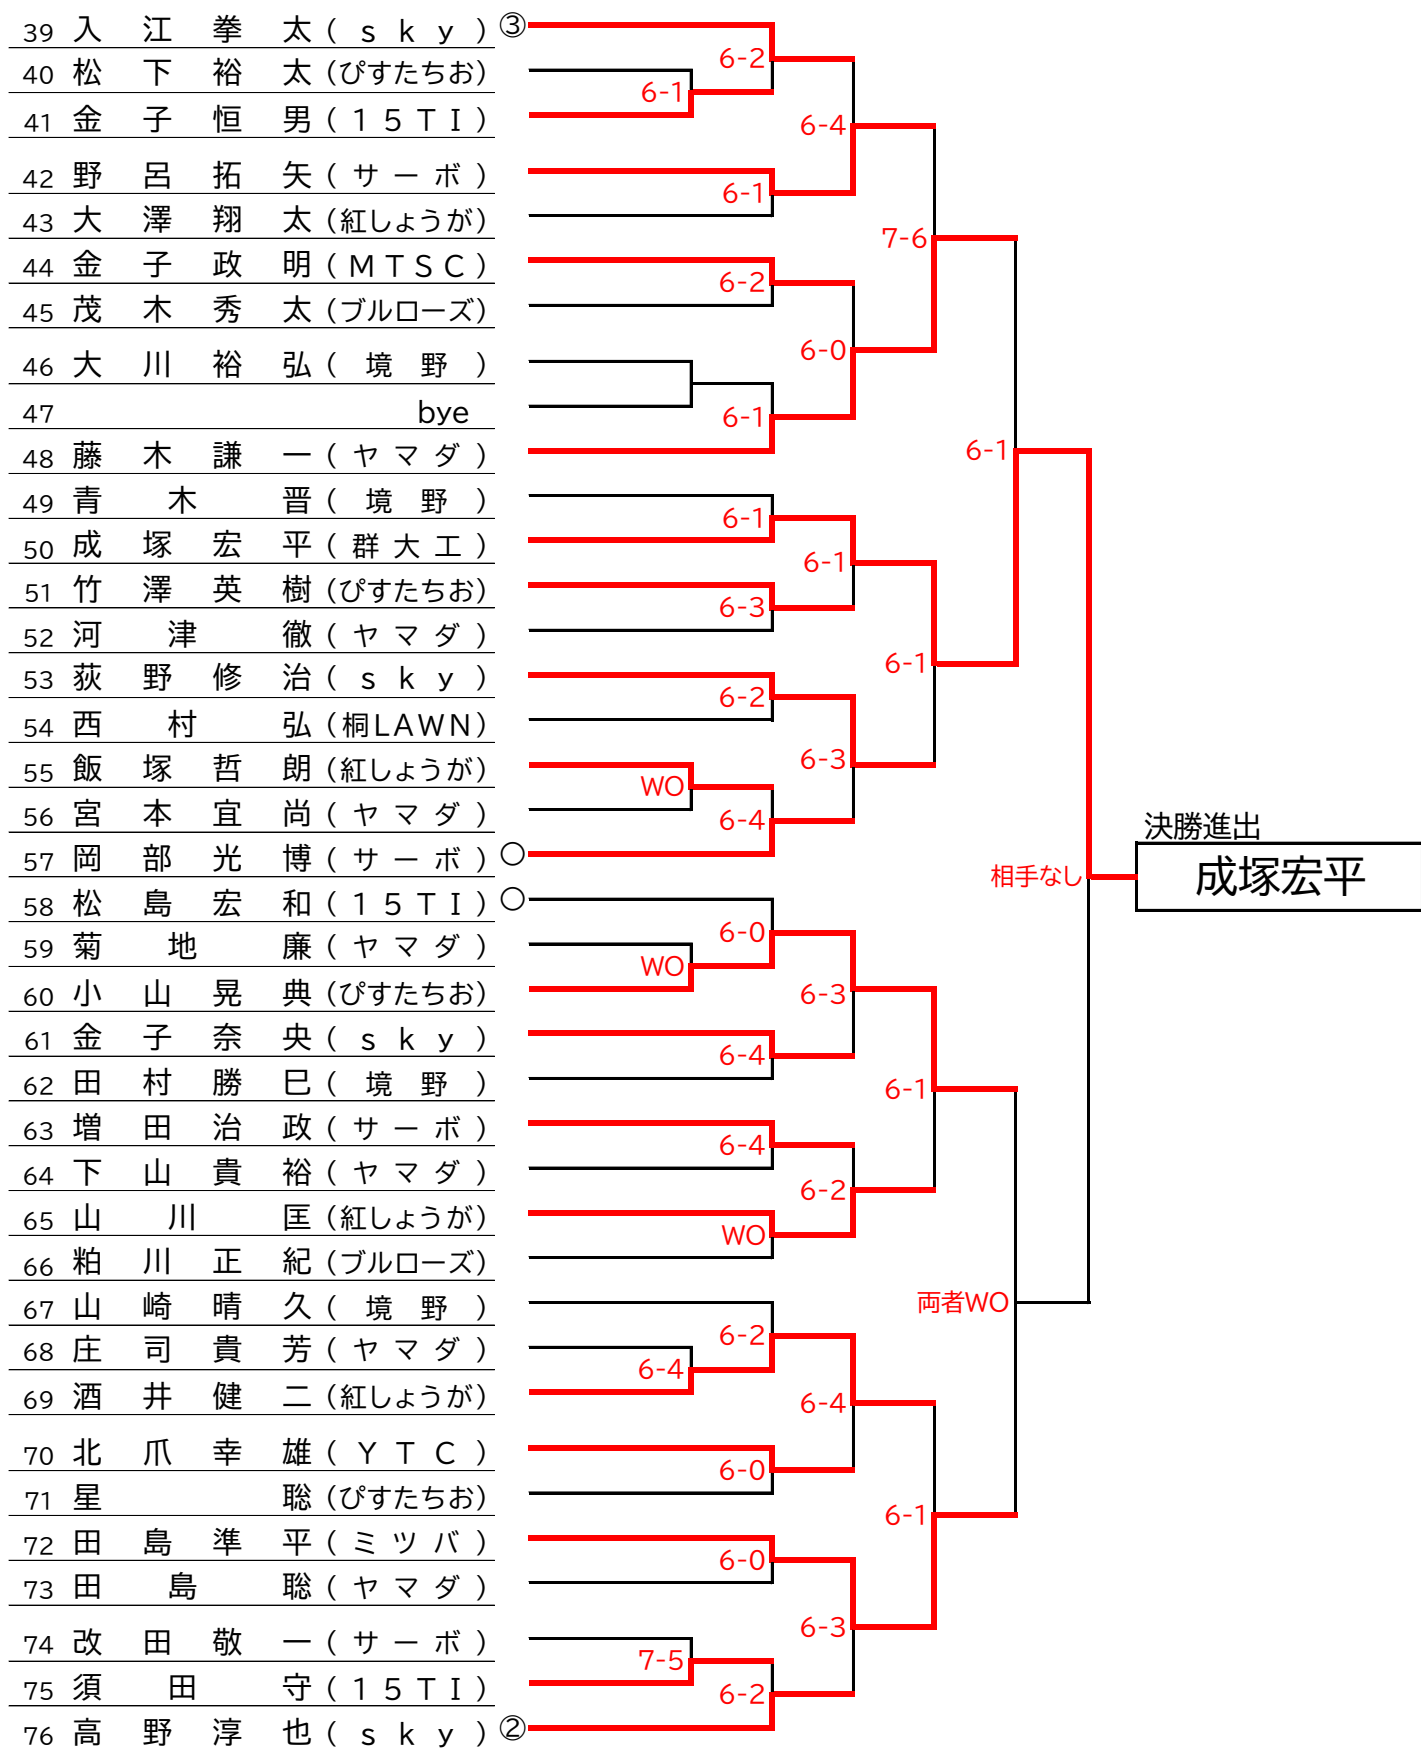 39 入江拳太(sky) ③
40 松下裕太(ぴすたちお)
41 金子恒男(15TI)
42 野呂拓矢(サーボ)
43 大澤翔太(紅しょうが)
44 金子政明(MTSC)
45 茂木秀太(ブルローズ)
46 大川裕弘(境野)
47 bye
48 藤木謙一(ヤマダ)
49 青木晋(境野)
50 成塚宏平(群大工)
51 竹澤英樹(ぴすたちお)
52 河津徹(ヤマダ)
53 荻野修治(sky)
54 西村弘(桐LAWN)
55 飯塚哲朗(紅しょうが)
56 宮本宜尚(ヤマダ)
57 岡部光博(サーボ) ○
58 松島宏和(15TI) ○
59 菊地廉(ヤマダ)
60 小山晃典(ぴすたちお)
61 金子奈央(sky)
62 田村勝巳(境野)
63 増田治政(サーボ)
64 下山貴裕(ヤマダ)
65 山川匡(紅しょうが)
66 粕川正紀(ブルローズ)
67 山崎晴久(境野)
68 庄司貴芳(ヤマダ)
69 酒井健二(紅しょうが)
70 北爪幸雄(YTC)
71 星聡(ぴすたちお)
72 田島準平(ミツバ)
73 田島聡(ヤマダ)
74 改田敬一(サーボ)
75 須田守(15TI)
76 高野淳也(sky) ②
6-1
WO
WO
6-4
7-5
6-2
6-1
6-2
6-1
6-1
6-3
6-2
6-4
6-0
6-4
6-4
WO
6-2
6-0
6-0
6-2
6-4
6-0
6-1
6-3
6-3
6-2
6-4
6-3
7-6
6-1
6-1
6-1
6-1
両者WO
相手なし
決勝進出
成塚宏平